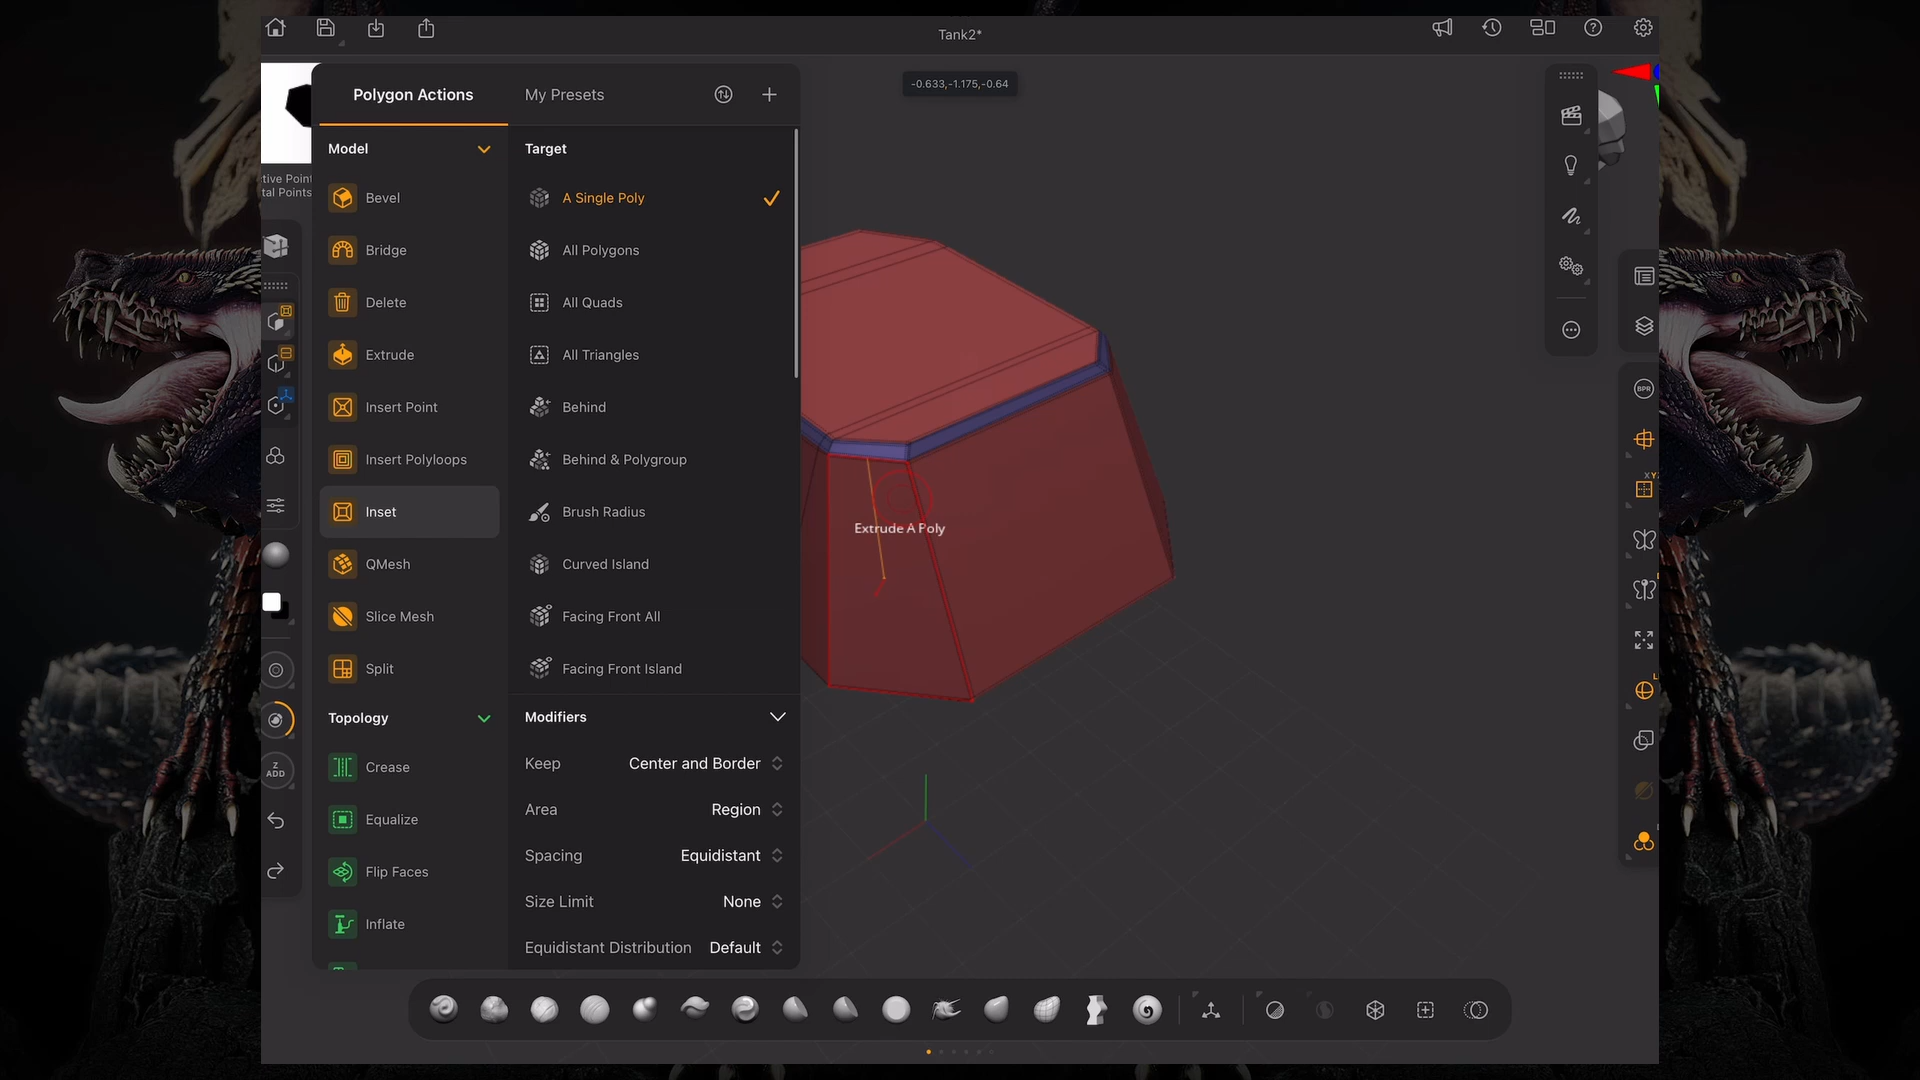 Tank2*
Polygon Actions
My Presets
-0.633,-1.175,-0.64
Model
Target
tive Poin
tal Points
Bevel
A Single Poly
Bridge
All Polygons
Delete
All Quads
Extrude
All Triangles
Insert Point
Behind
Insert Polyloops
Behind & Polygroup
Inset
Brush Radius
QMesh
Curved Island
Slice Mesh
Facing Front All
Split
Facing Front Island
Extrude A Poly
BPR
XY
Topology
Modifiers
Crease
Keep
Center and Border
Equalize
Area
Region
Flip Faces
Spacing
Equidistant
Inflate
Size Limit
None
Equidistant Distribution
Default
Z
ADD